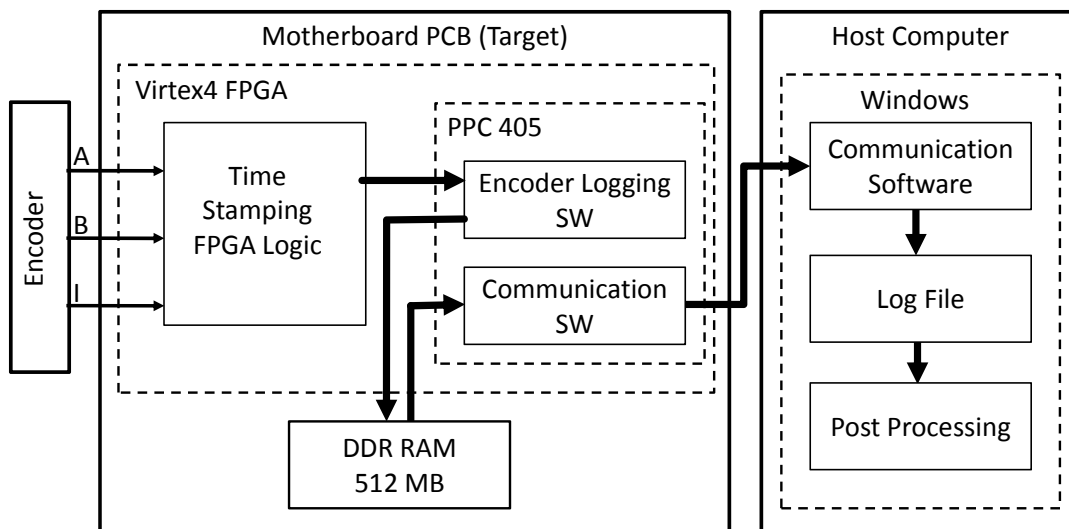 Motherboard PCB (Target)
Host Computer
Virtex4 FPGA
Windows
PPC 405
Encoder
A
B
I
Time
Stamping
FPGA Logic
Encoder Logging
SW
Communication
SW
DDR RAM
512 MB
Communication
Software
Log File
Post Processing